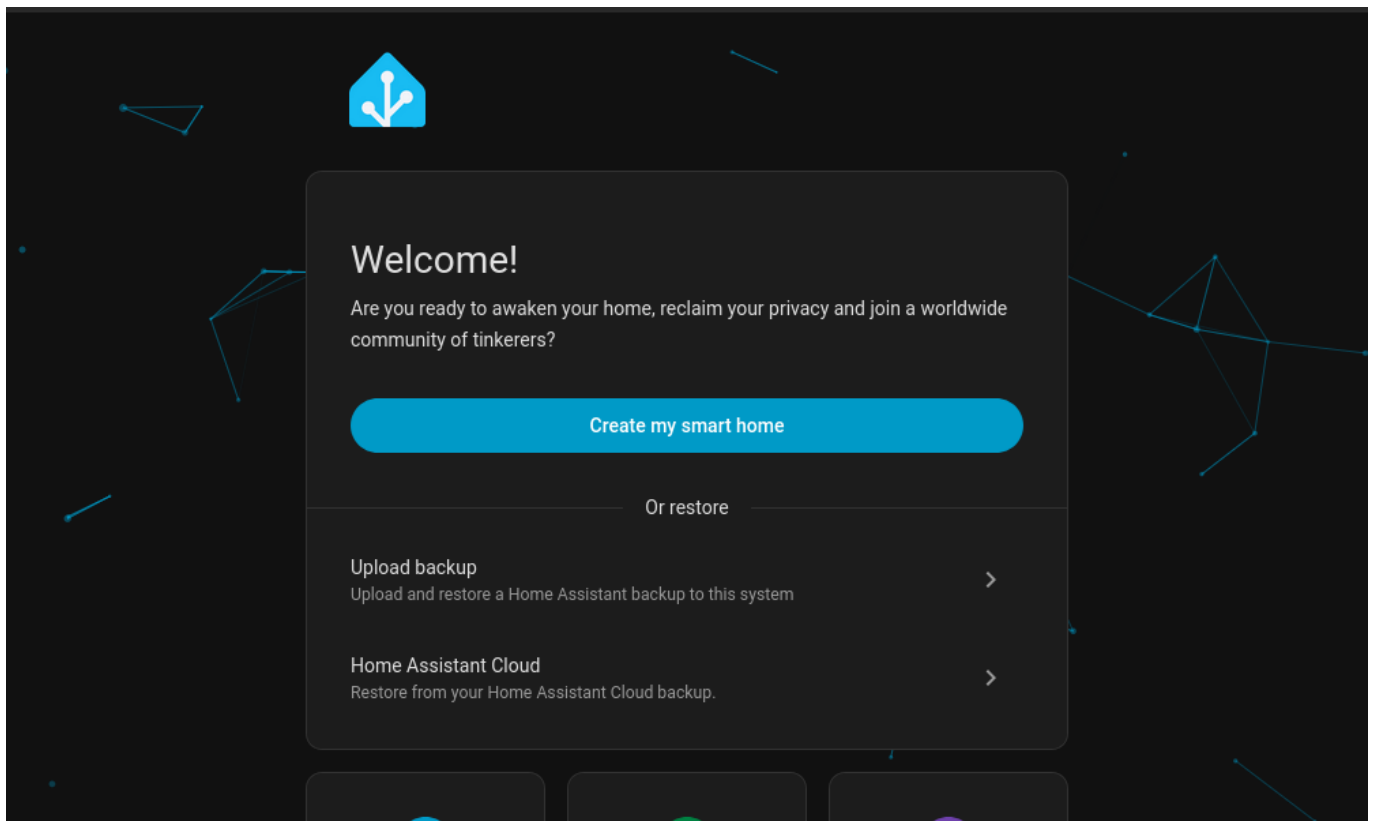 Welcome!
Are you ready to awaken your home, reclaim your privacy and join a worldwide
community of tinkerers?
Create my smart home
Or restore
Upload backup
Upload and restore a Home Assistant backup to this system
Home Assistant Cloud
Restore from your Home Assistant Cloud backup.